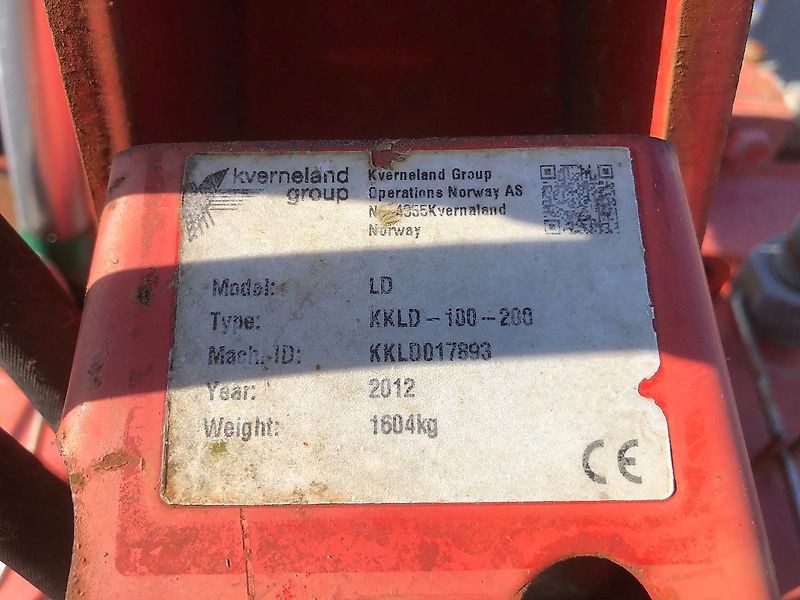 kverneland
group
Kverneland Group
Operations Norway AS
4355Kvernaland
Norway
Model: LD
Type: KKLD-100-200
Mach. ID: KKLD017893
Year: 2012
Weight: 1604kg
CE